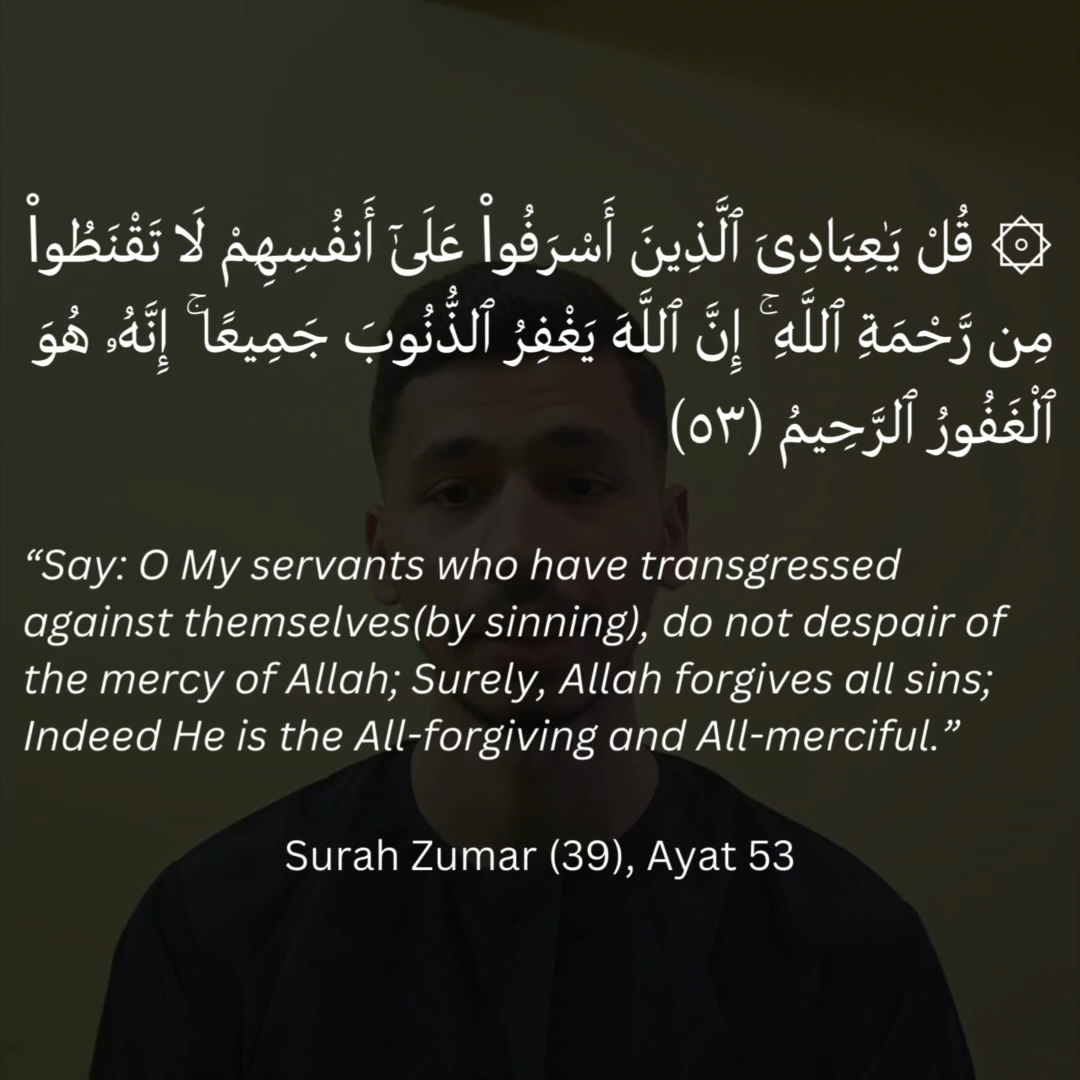 ۞ قُلْ يَـٰعِبَادِىَ ٱلَّذِينَ أَسْرَفُوا۟ عَلَىٰٓ أَنفُسِهِمْ لَا تَقْنَطُوا۟
مِن رَّحْمَةِ ٱللَّهِ ۚ إِنَّ ٱللَّهَ يَغْفِرُ ٱلذُّنُوبَ جَمِيعًا ۚ إِنَّهُۥ هُوَ
ٱلْغَفُورُ ٱلرَّحِيمُ (٥٣)
“Say: O My servants who have transgressed
against themselves(by sinning), do not despair of
the mercy of Allah; Surely, Allah forgives all sins;
Indeed He is the All-forgiving and All-merciful.”
Surah Zumar (39), Ayat 53